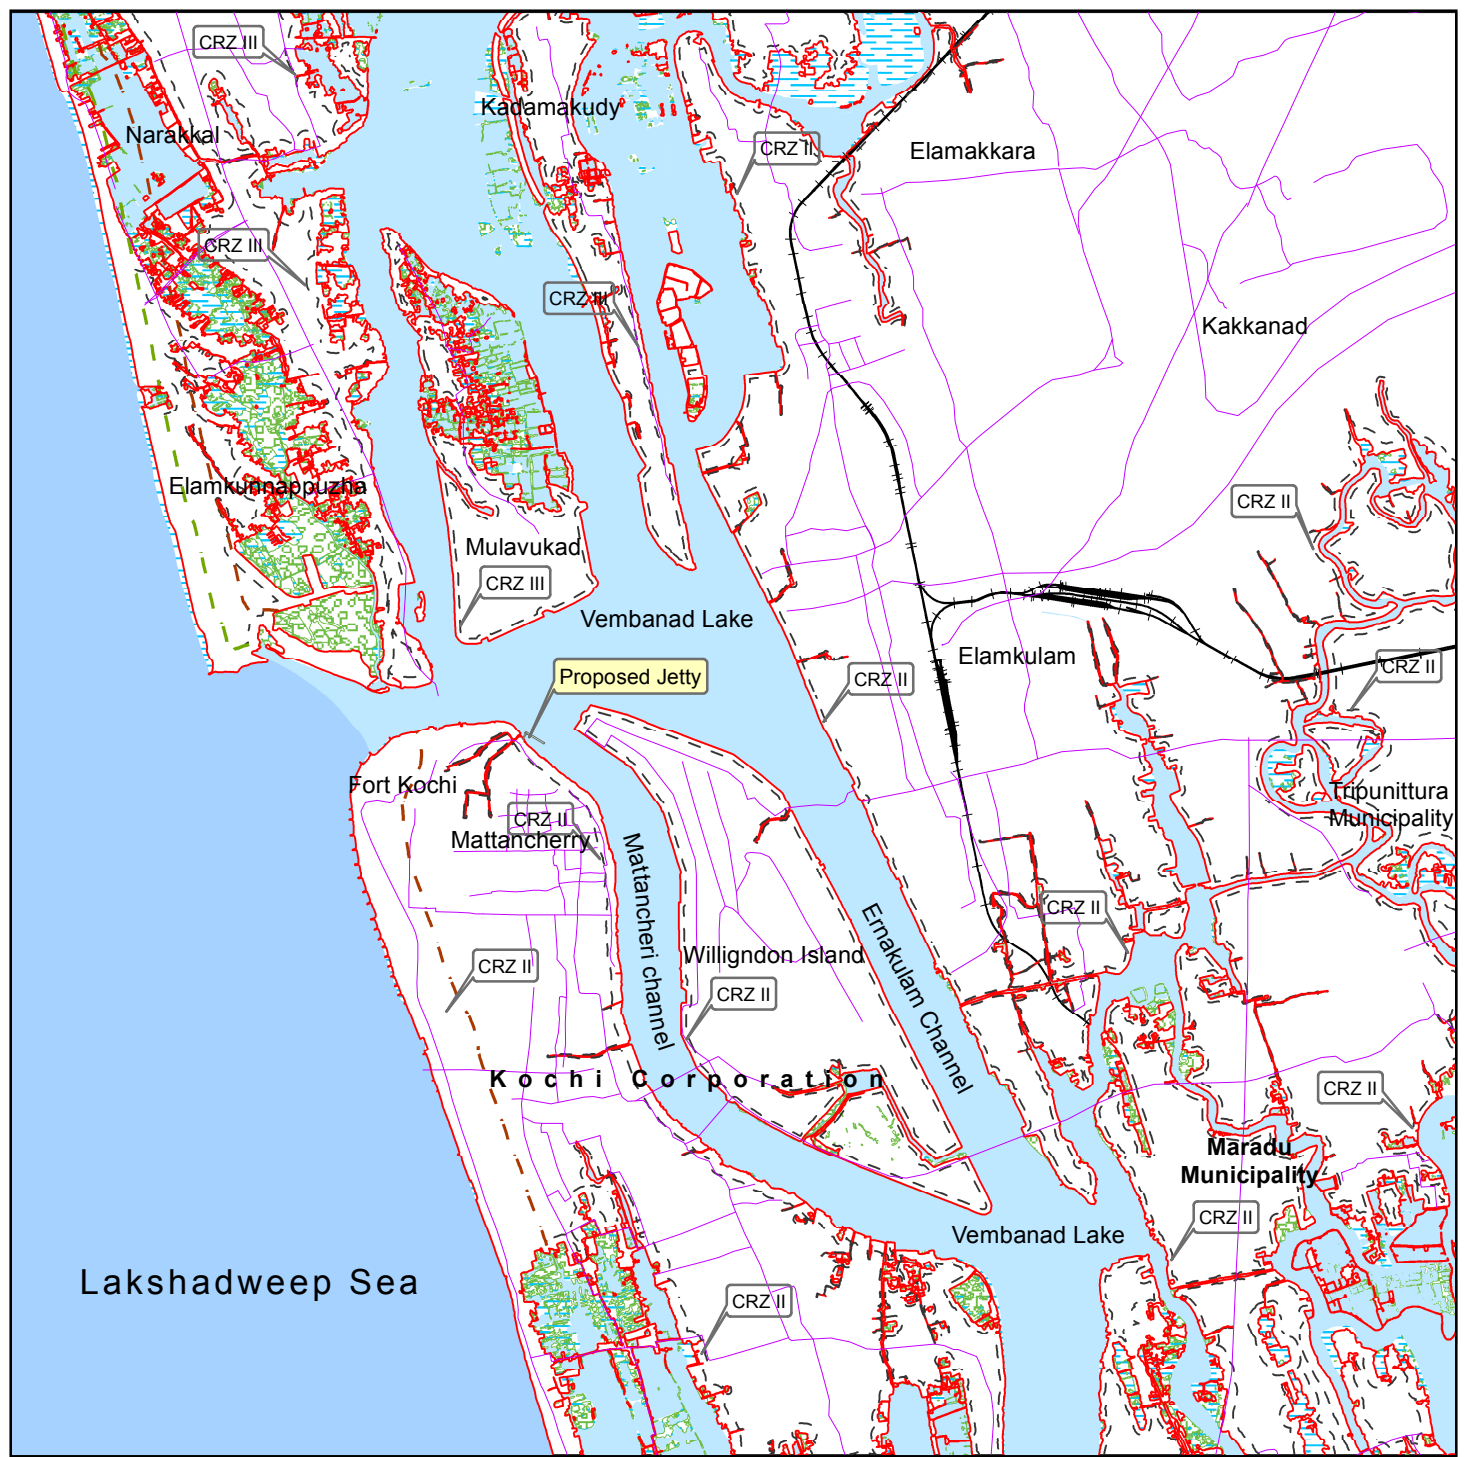 CRZ III
Kadamakudy
Narakkal
CRZ II
Elamakkara
CRZ III
CRZ III
Kakkanad
Elamkunnappuzha
CRZ II
Mulavukad
CRZ III
Vembanad Lake
Elamkulam
CRZ II
Proposed Jetty
CRZ II
Fort Kochi
Tripunittura
Municipality
CRZ II
Mattancherry
Mattancheri channel
Ernakulam Channel
CRZ II
Willigndon Island
CRZ II
CRZ II
Kochi Corporation
CRZ II
Maradu
Municipality
CRZ II
Vembanad Lake
Lakshadweep Sea
CRZ II